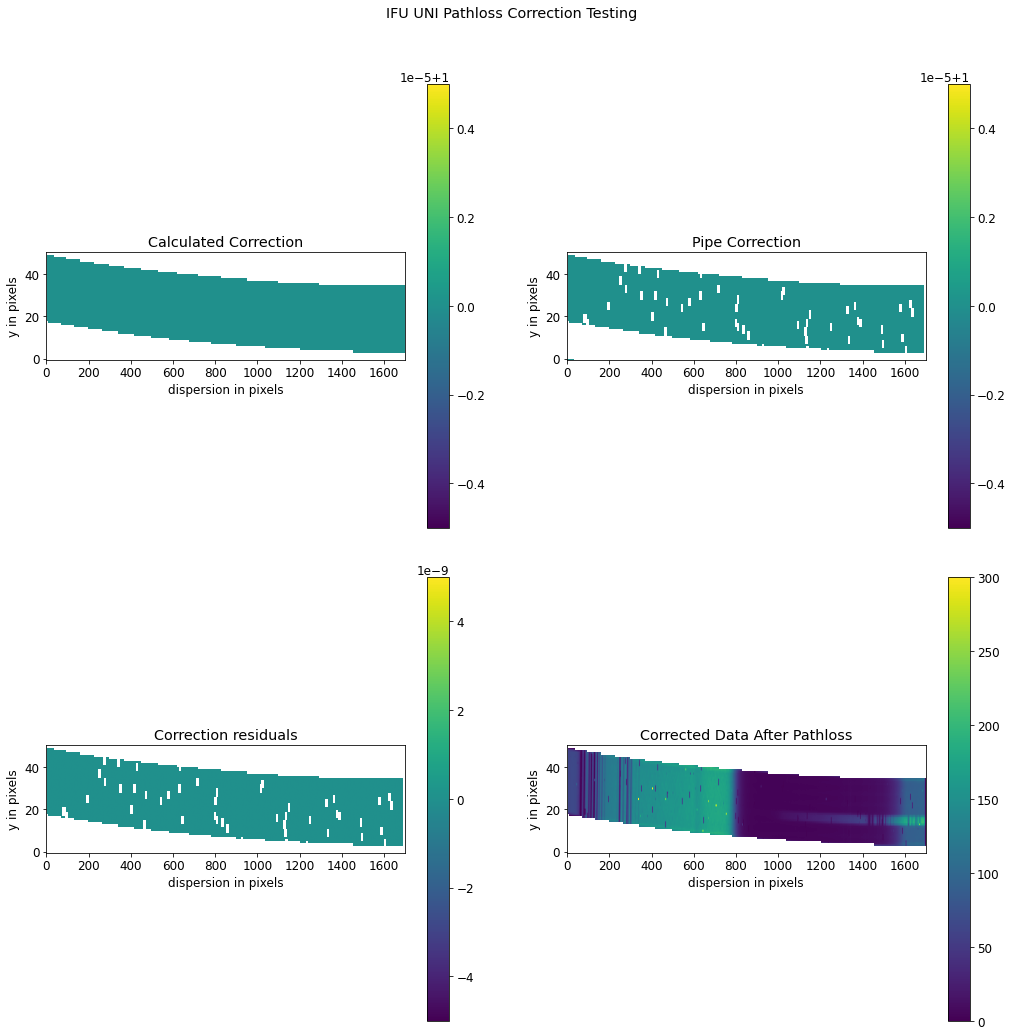 IFU UNI Pathloss Correction Testing
1e−5+1
0.4
0.2
0.0
−0.2
−0.4
Calculated Correction
y in pixels
40
20
0
0 200 400 600 800 1000 1200 1400 1600
dispersion in pixels
1e−5+1
0.4
0.2
0.0
−0.2
−0.4
Pipe Correction
y in pixels
40
20
0
0 200 400 600 800 1000 1200 1400 1600
dispersion in pixels
1e−9
4
2
0
−2
−4
Correction residuals
y in pixels
40
20
0
0 200 400 600 800 1000 1200 1400 1600
dispersion in pixels
300
250
200
150
100
50
0
Corrected Data After Pathloss
y in pixels
40
20
0
0 200 400 600 800 1000 1200 1400 1600
dispersion in pixels